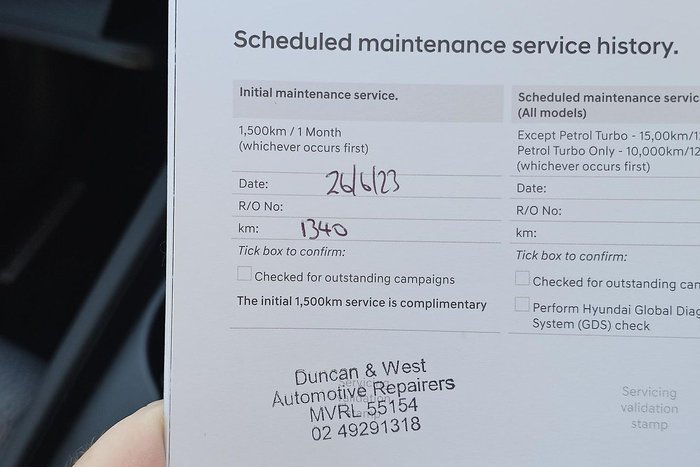 Scheduled maintenance service history.
Initial maintenance service.
1,500km / 1 Month
(whichever occurs first)
Date: 26/6/23
R/O No:
km: 1340
Tick box to confirm:
Checked for outstanding campaigns
The initial 1,500km service is complimentary
Duncan & West
Automotive Repairers
MVRL 55154
02 49291318
Scheduled maintenance servic
(All models)
Except Petrol Turbo - 15,00km/1
Petrol Turbo Only - 10,000km/12
(whichever occurs first)
Date:
R/O No:
km:
Tick box to confirm:
Checked for outstanding cam
Perform Hyundai Global Diag
System (GDS) check
Servicing
validation
stamp